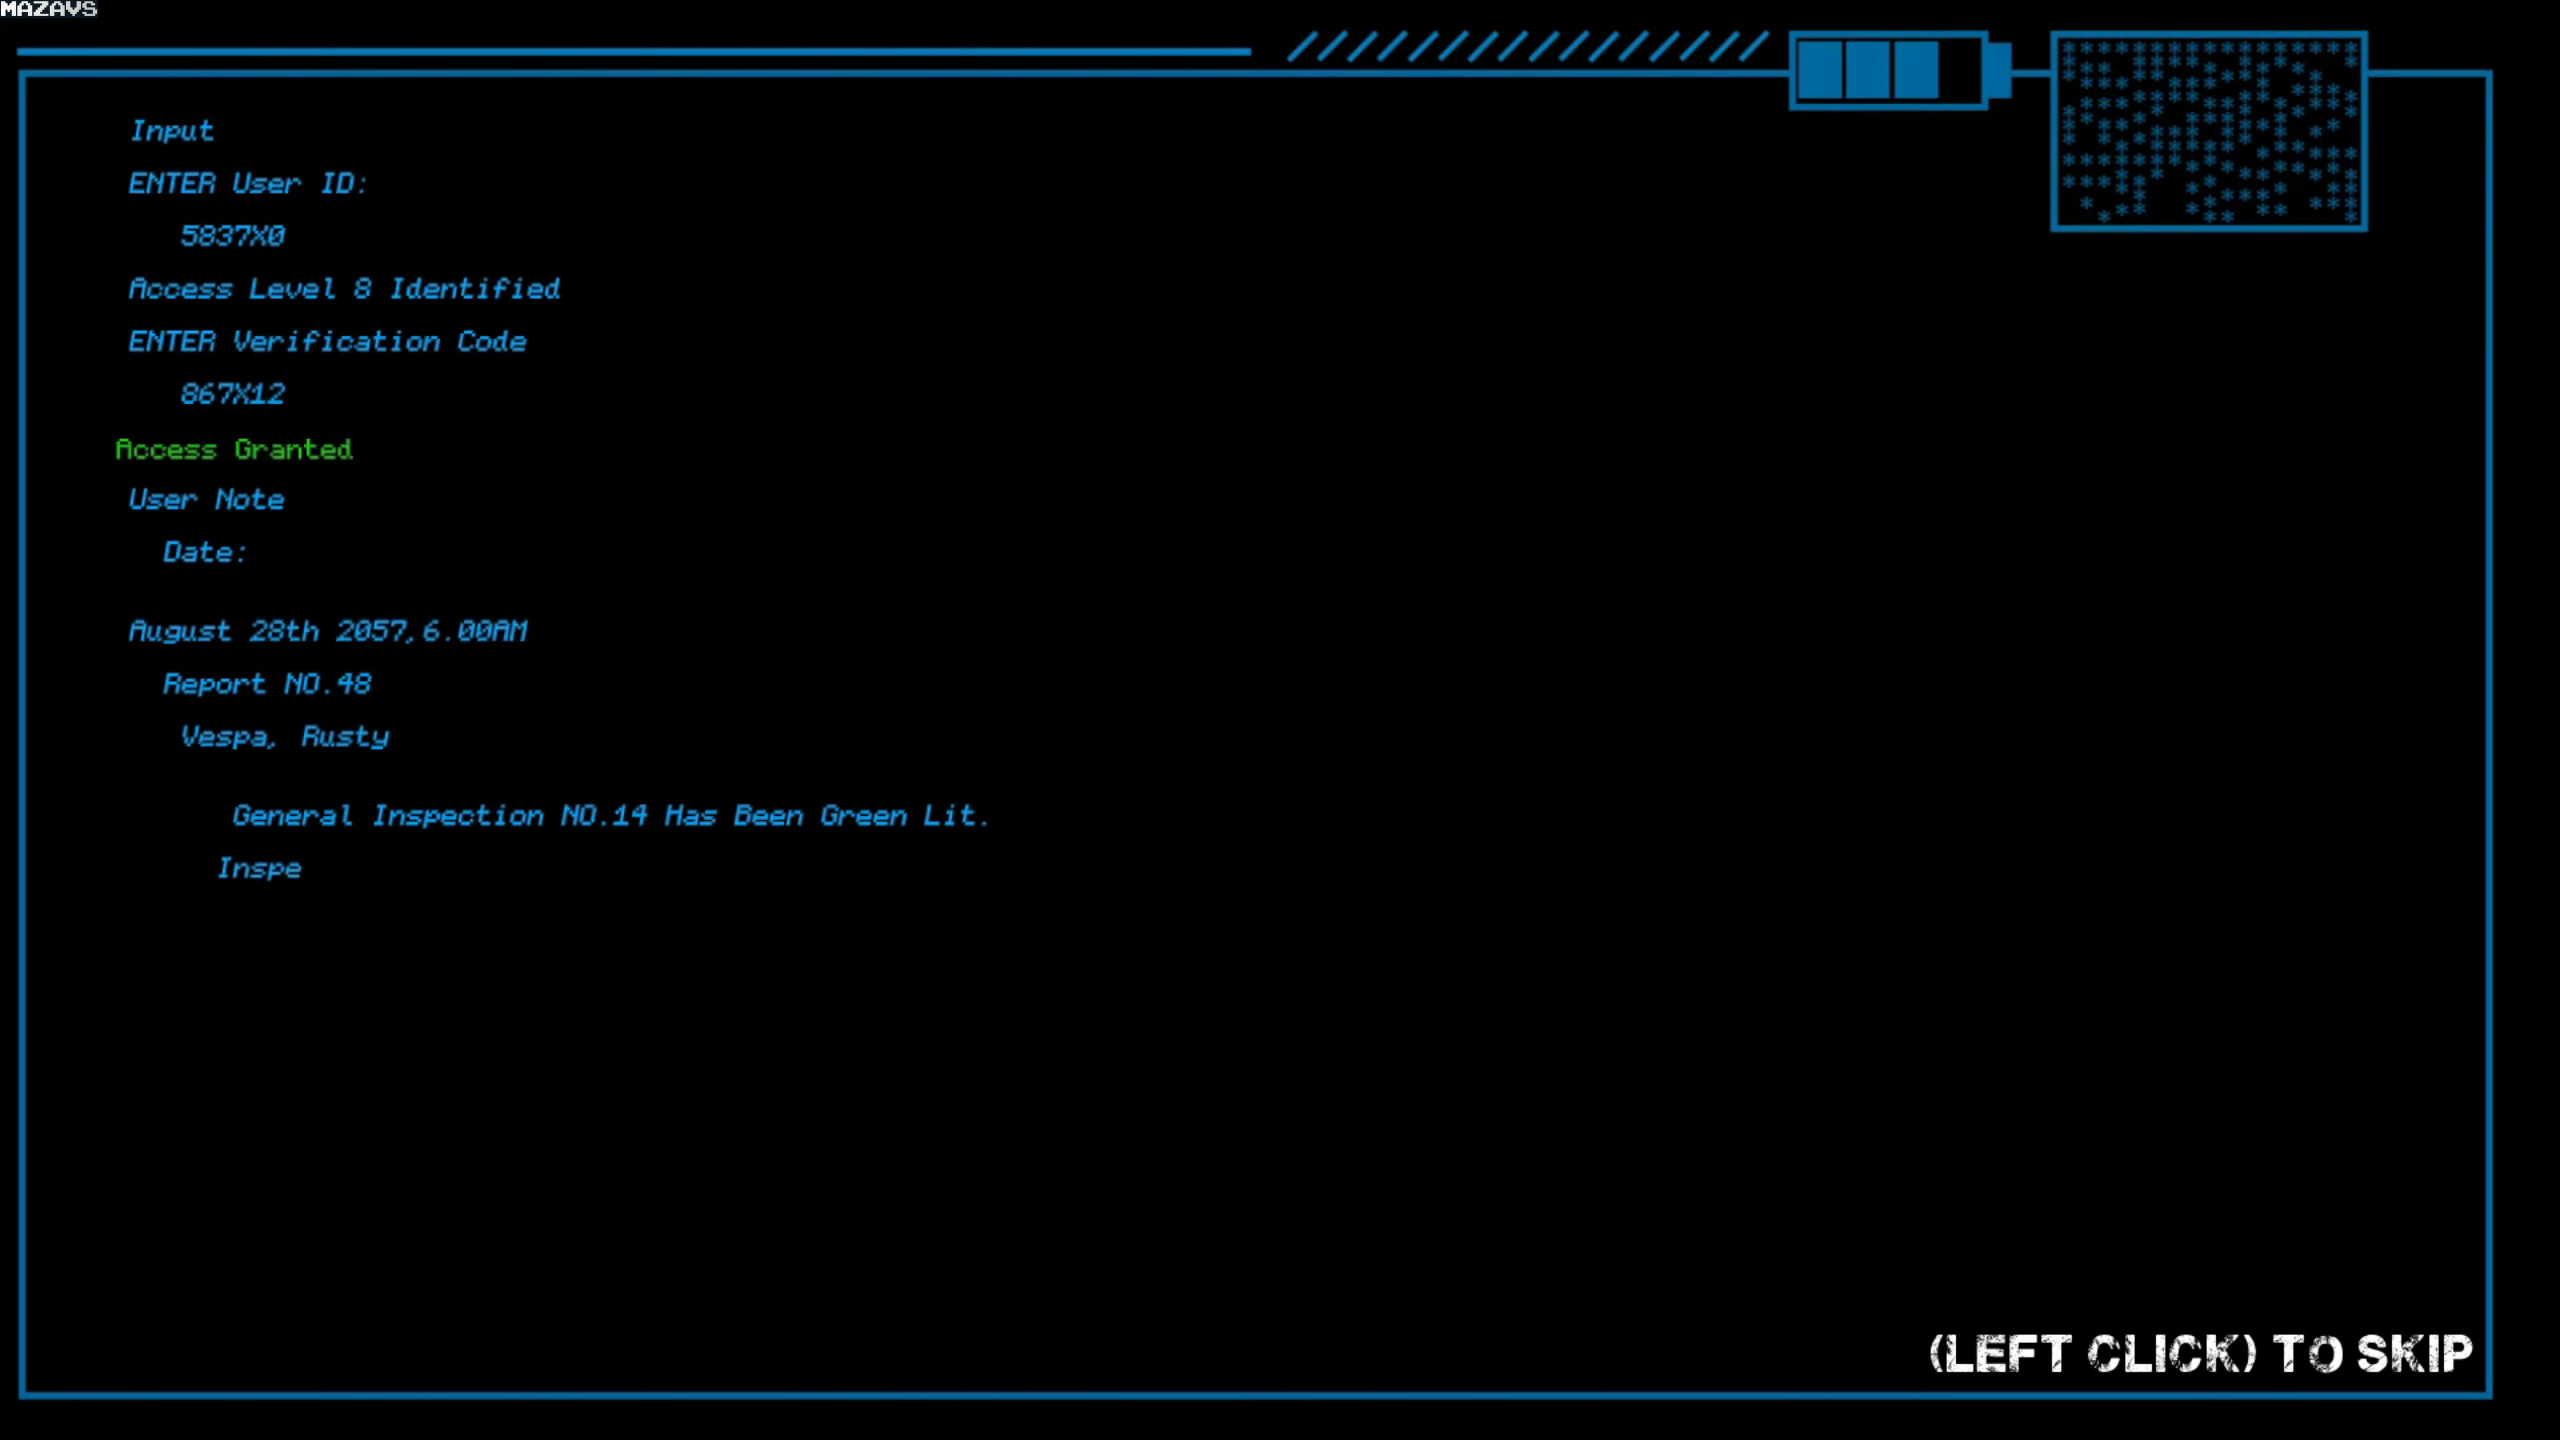 MAZAVS
Input
ENTER User ID:
5837X0
Access Level 8 Identified
ENTER Verification Code
867X12
Access Granted
User Note
Date:
August 28th 2057,6.00AM
Report NO.48
Vespa, Rusty
General Inspection NO.14 Has Been Green Lit.
Inspe
(LEFT CLICK) TO SKIP